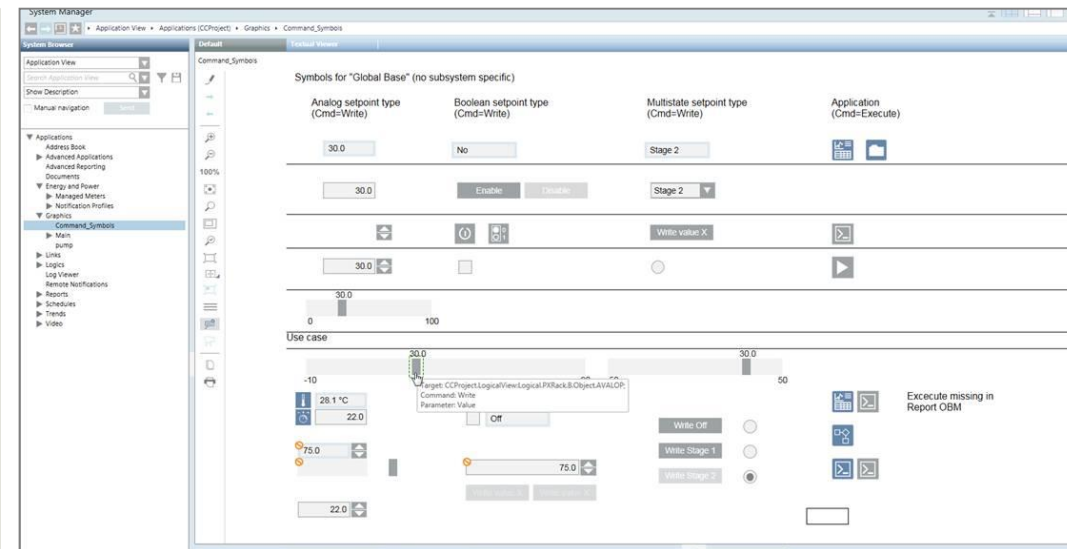 System Manager
Application View • Applications (CCProject) • Graphics • Command_Symbols
System Browser
Default
Textual Viewer
Application View
Command_Symbols
Search Application View
Show Description
Manual navigation
Send
Symbols for "Global Base" (no subsystem specific)
Analog setpoint type
(Cmd=Write)
Boolean setpoint type
(Cmd=Write)
Multistate setpoint type
(Cmd=Write)
Application
(Cmd=Execute)
Applications
Address Book
Advanced Applications
Advanced Reporting
Documents
Energy and Power
Managed Meters
Notification Profiles
Graphics
Command_Symbols
Main
pump
Links
Logics
Log Viewer
Remote Notifications
Reports
Schedules
Trends
Video
100%
30.0
No
Stage 2
30.0
Enable
Disable
Stage 2
Write value X
30.0
30.0
0
100
Use case
30.0
30.0
-10
50
Target: CCProject.LogicalView:Logical.PXRack.B.Object.AVALOP;
Command: Write
Parameter: Value
28.1 °C
22.0
Off
Write Off
Excecute missing in
Report OBM
75.0
Write Stage 1
75.0
Write Stage 2
22.0